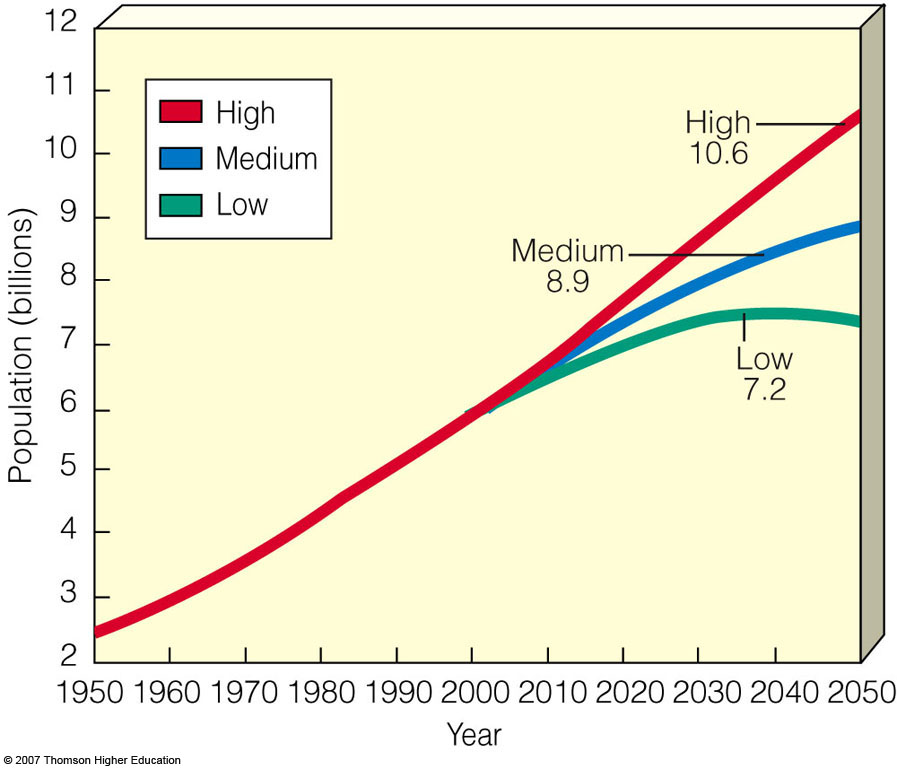 12
11
10
9
8
7
6
5
4
3
2
Population (billions)
High
Medium
Low
High
10.6
Medium
8.9
Low
7.2
1950 1960 1970 1980 1990 2000 2010 2020 2030 2040 2050
Year
© 2007 Thomson Higher Education